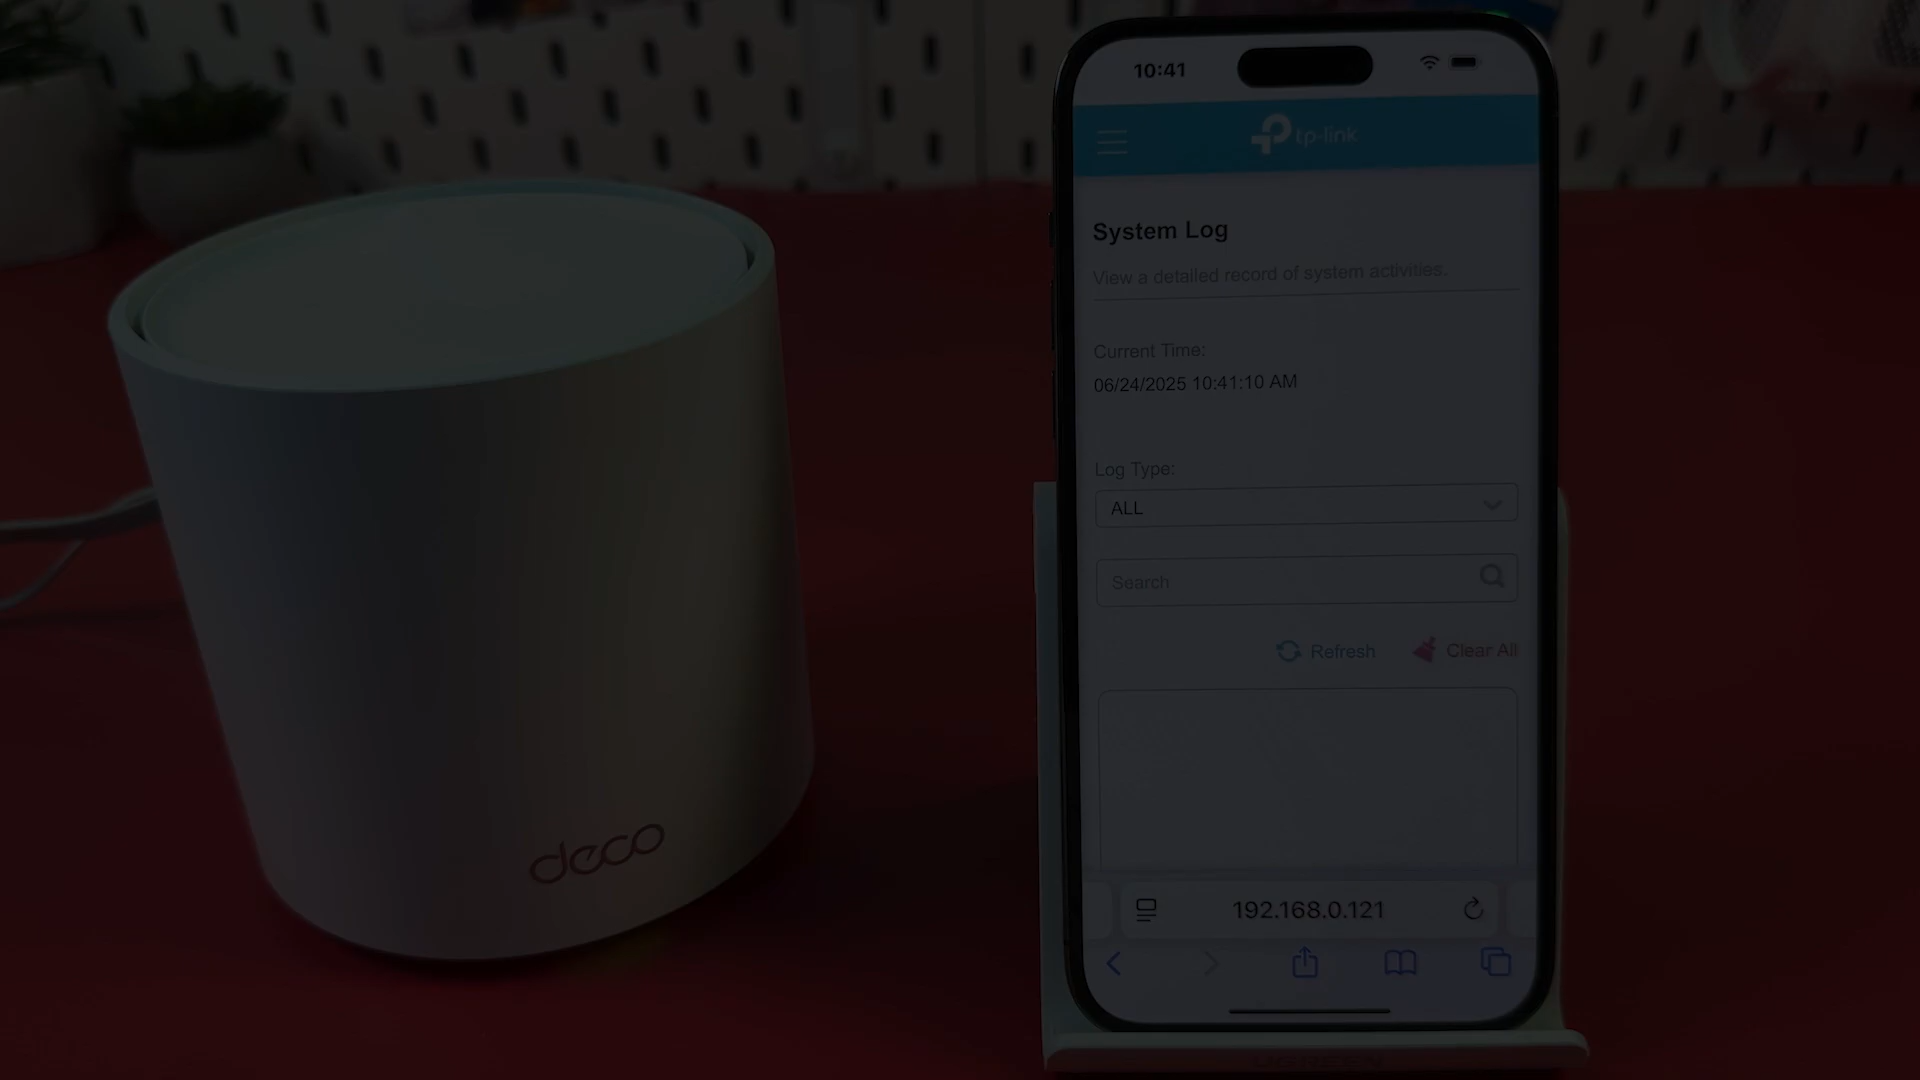 10:41
tp-link
System Log
View a detailed record of system activities.
Current Time:
06/24/2025 10:41:10 AM
Log Type:
ALL
Search
Refresh
Clear All
192.168.0.121
deco
UGREEN